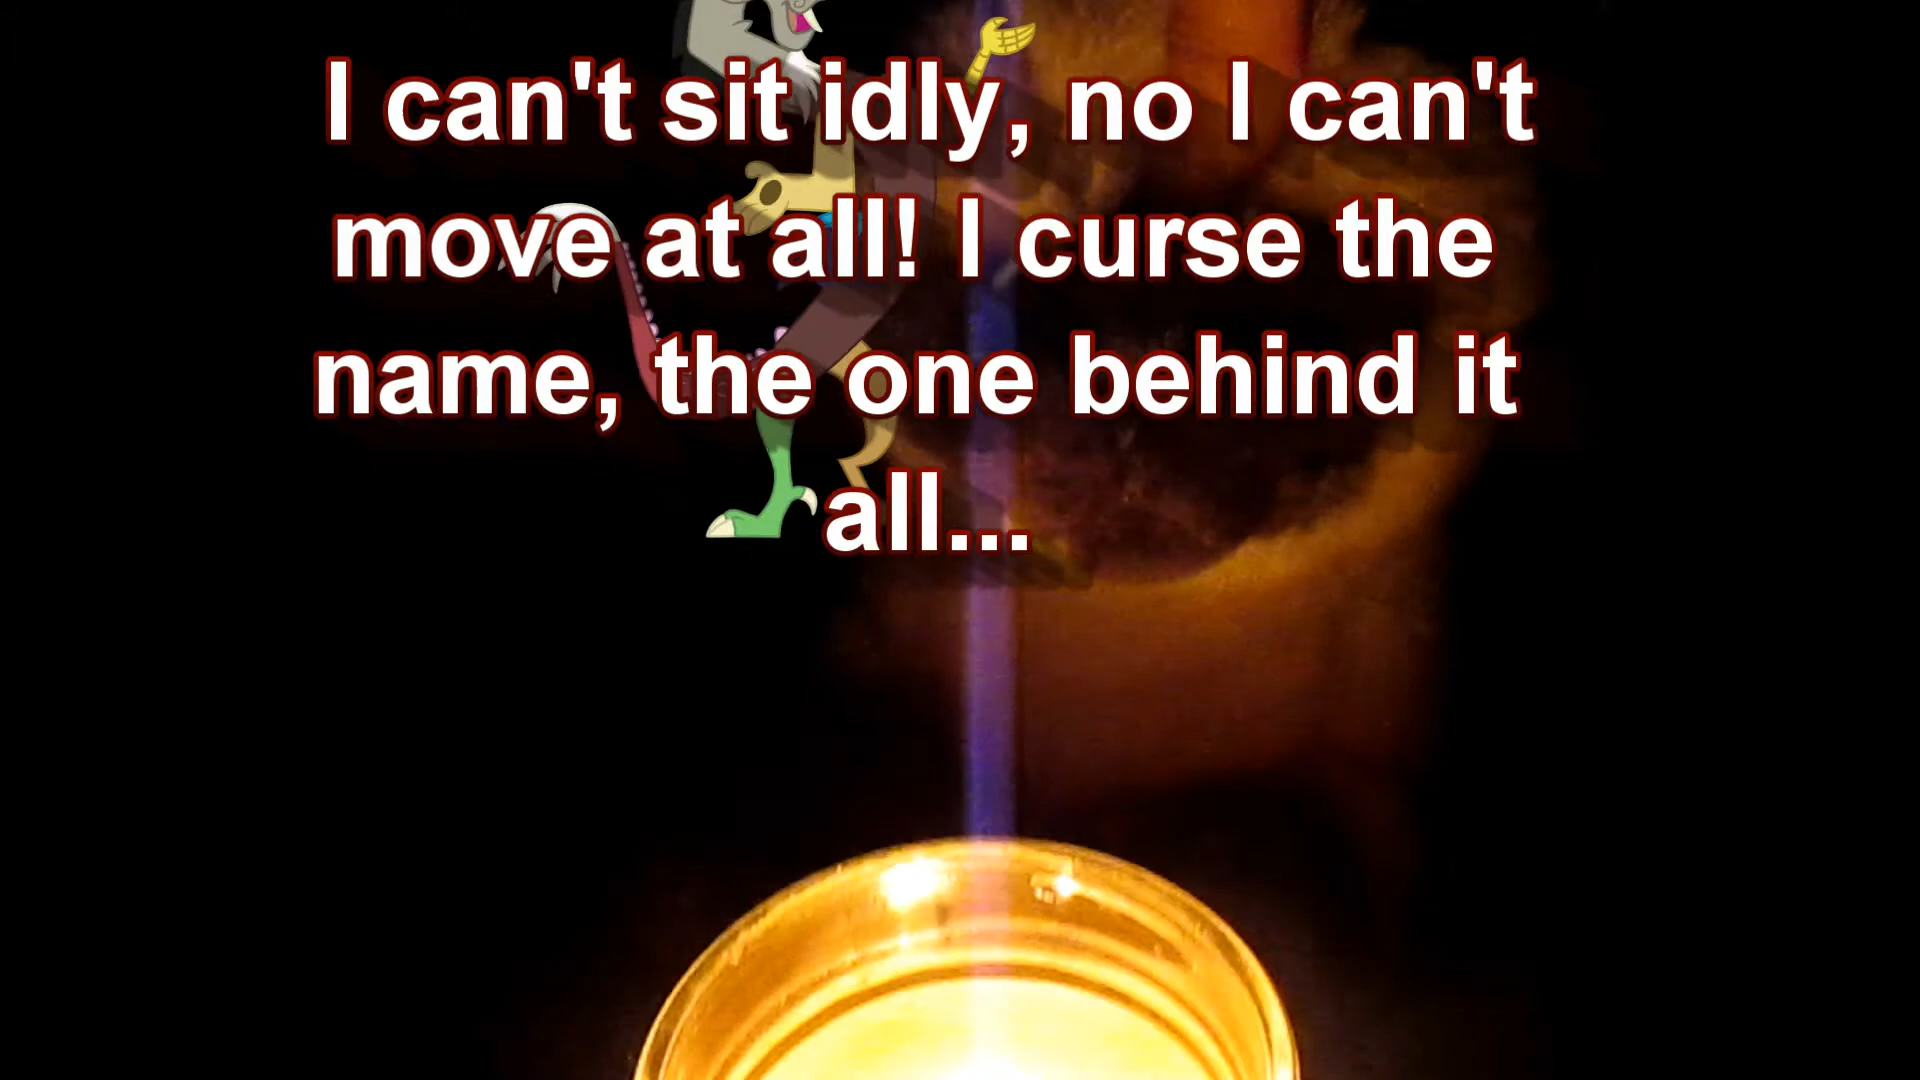 I can't sit idly, no I can't
move at all! I curse the
name, the one behind it
all...